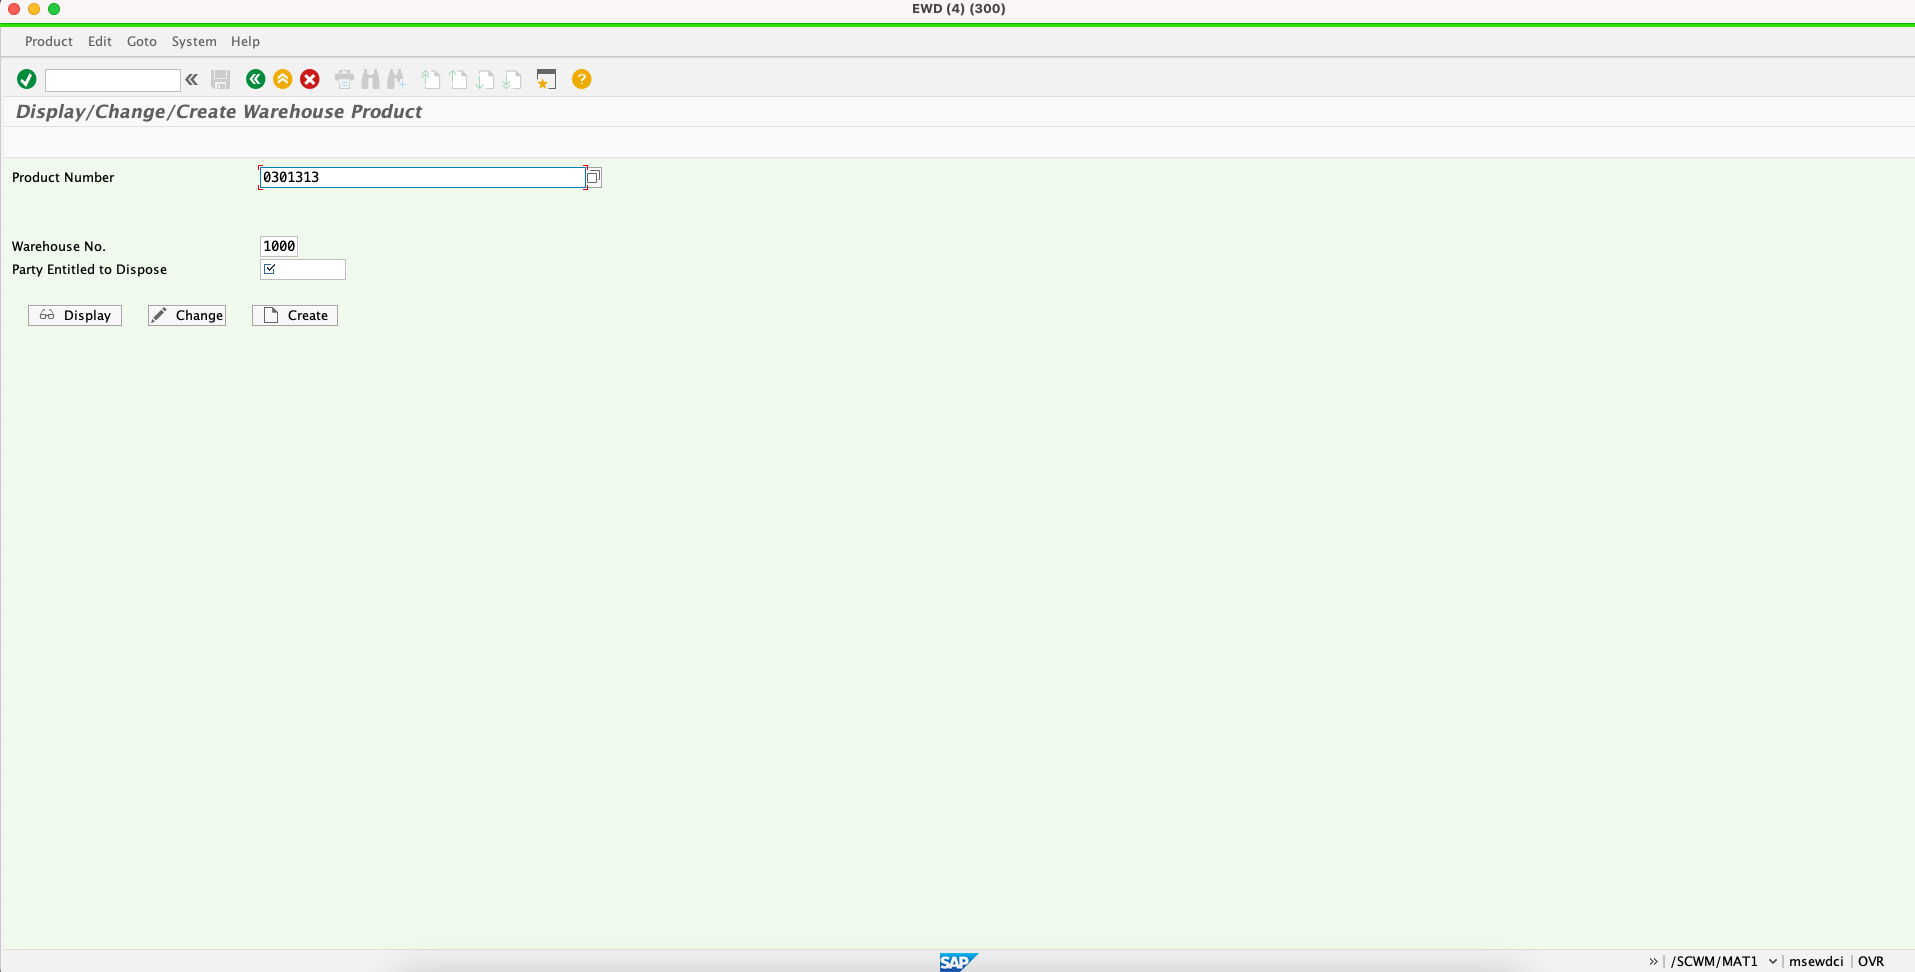 EWD (4) (300)
Product Edit Goto System Help
Display/Change/Create Warehouse Product
Product Number 0301313
Warehouse No. 1000
Party Entitled to Dispose
Display Change Create
SAP » /SCWM/MAT1 msewdci OVR